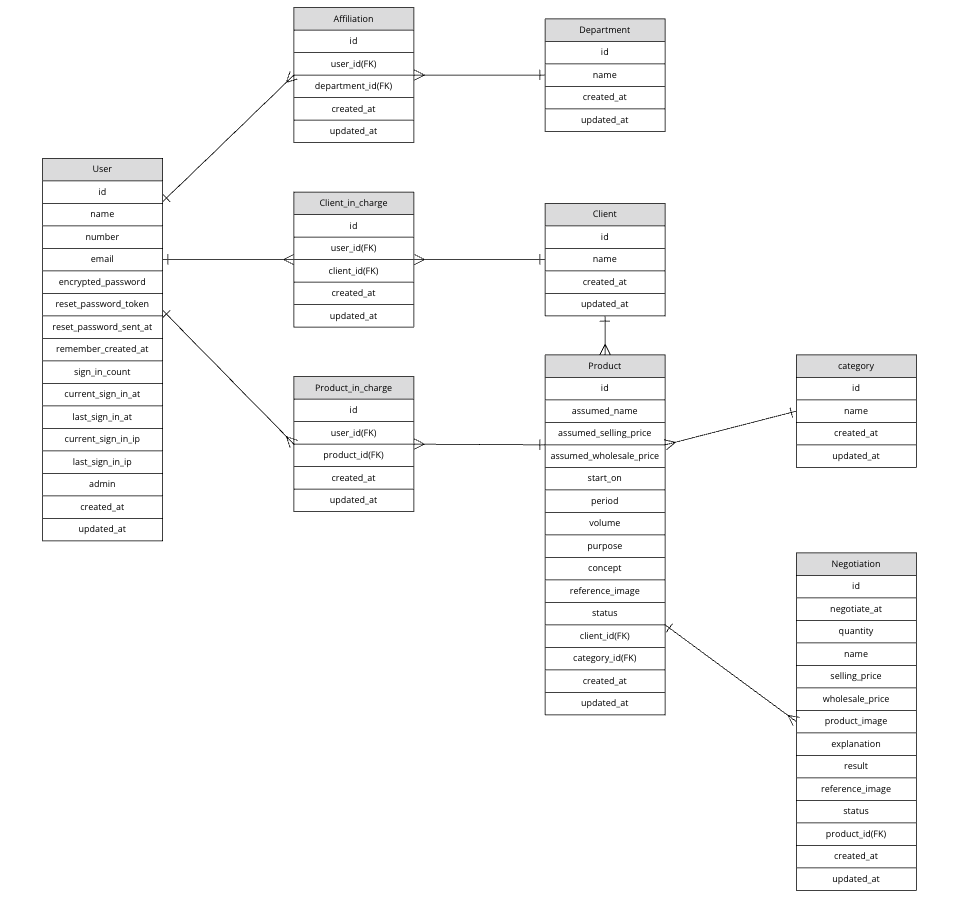 Affiliation
id
user_id(FK)
department_id(FK)
created_at
updated_at
Department
id
name
created_at
updated_at
User
id
name
number
email
encrypted_password
reset_password_token
reset_password_sent_at
remember_created_at
sign_in_count
current_sign_in_at
last_sign_in_at
current_sign_in_ip
last_sign_in_ip
admin
created_at
updated_at
Client_in_charge
id
user_id(FK)
client_id(FK)
created_at
updated_at
Client
id
name
created_at
updated_at
Product_in_charge
id
user_id(FK)
product_id(FK)
created_at
updated_at
Product
id
assumed_name
assumed_selling_price
assumed_wholesale_price
start_on
period
volume
purpose
concept
reference_image
status
client_id(FK)
category_id(FK)
created_at
updated_at
category
id
name
created_at
updated_at
Negotiation
id
negotiate_at
quantity
name
selling_price
wholesale_price
product_image
explanation
result
reference_image
status
product_id(FK)
created_at
updated_at